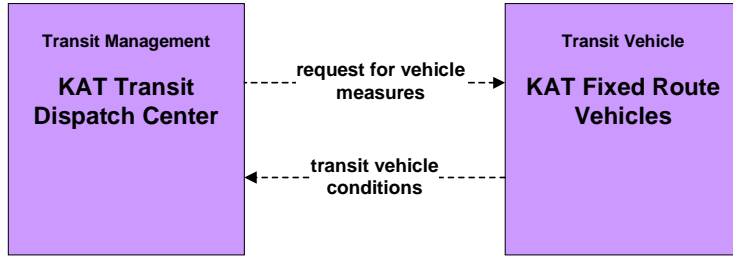 Transit Management
KAT Transit
Dispatch Center
request for vehicle
measures
transit vehicle
conditions
Transit Vehicle
KAT Fixed Route
Vehicles